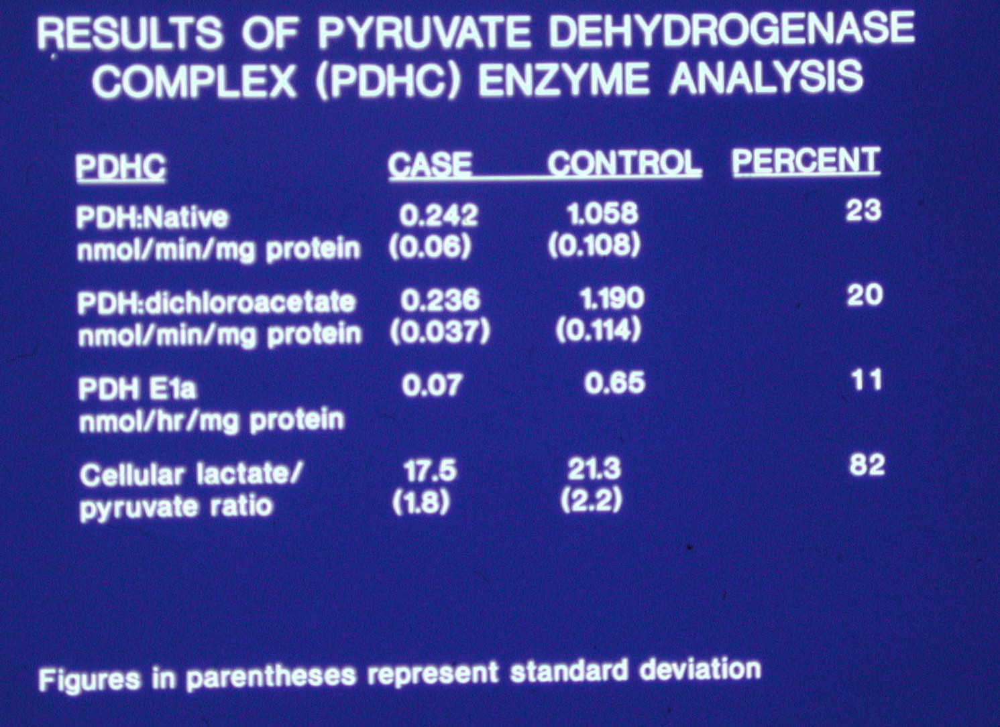 RESULTS OF PYRUVATE DEHYDROGENASE
COMPLEX (PDHC) ENZYME ANALYSIS
PDHC CASE CONTROL PERCENT
PDH:Native 0.242 1.058 23
nmol/min/mg protein (0.06) (0.108)
PDH:dichloroacetate 0.236 1.190 20
nmol/min/mg protein (0.037) (0.114)
PDH E1a 0.07 0.65 11
nmol/hr/mg protein
Cellular lactate/ 17.5 21.3 82
pyruvate ratio (1.8) (2.2)
Figures in parentheses represent standard deviation